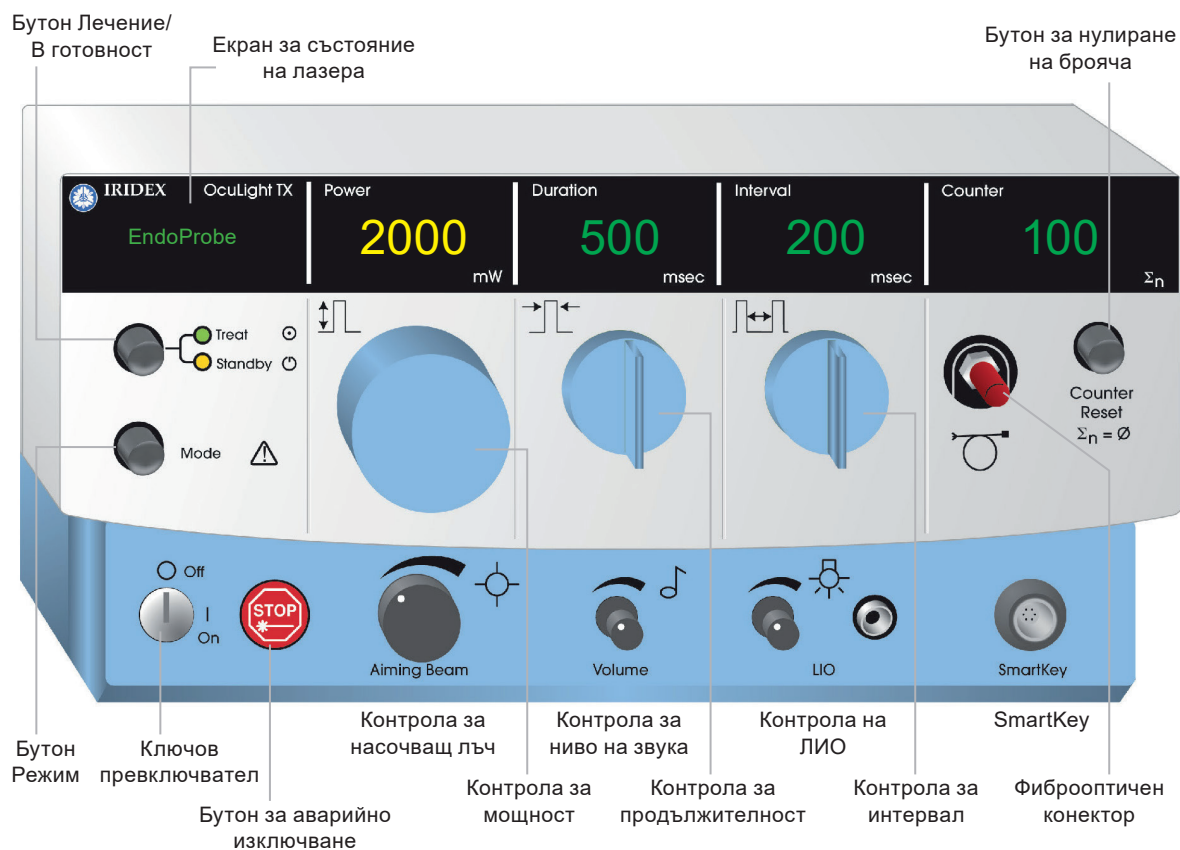 Бутон Лечение/
В готовност
Екран за състояние
на лазера
Бутон за нулиране
на брояча
IRIDEX OcuLight TX
Power
Duration
Interval
Counter
EndoProbe
2000
500
200
100
mW
msec
msec
Σn
Treat
Standby
Mode
Counter
Reset
Σn = Ø
Off
On
STOP
Aiming Beam
Volume
LIO
SmartKey
Бутон
Режим
Ключов
превключвател
Бутон за аварийно
изключване
Контрола за
насочващ лъч
Контрола за
мощност
Контрола за
ниво на звука
Контрола за
продължителност
Контрола на
ЛИО
Контрола за
интервал
SmartKey
Фиброоптичен
конектор